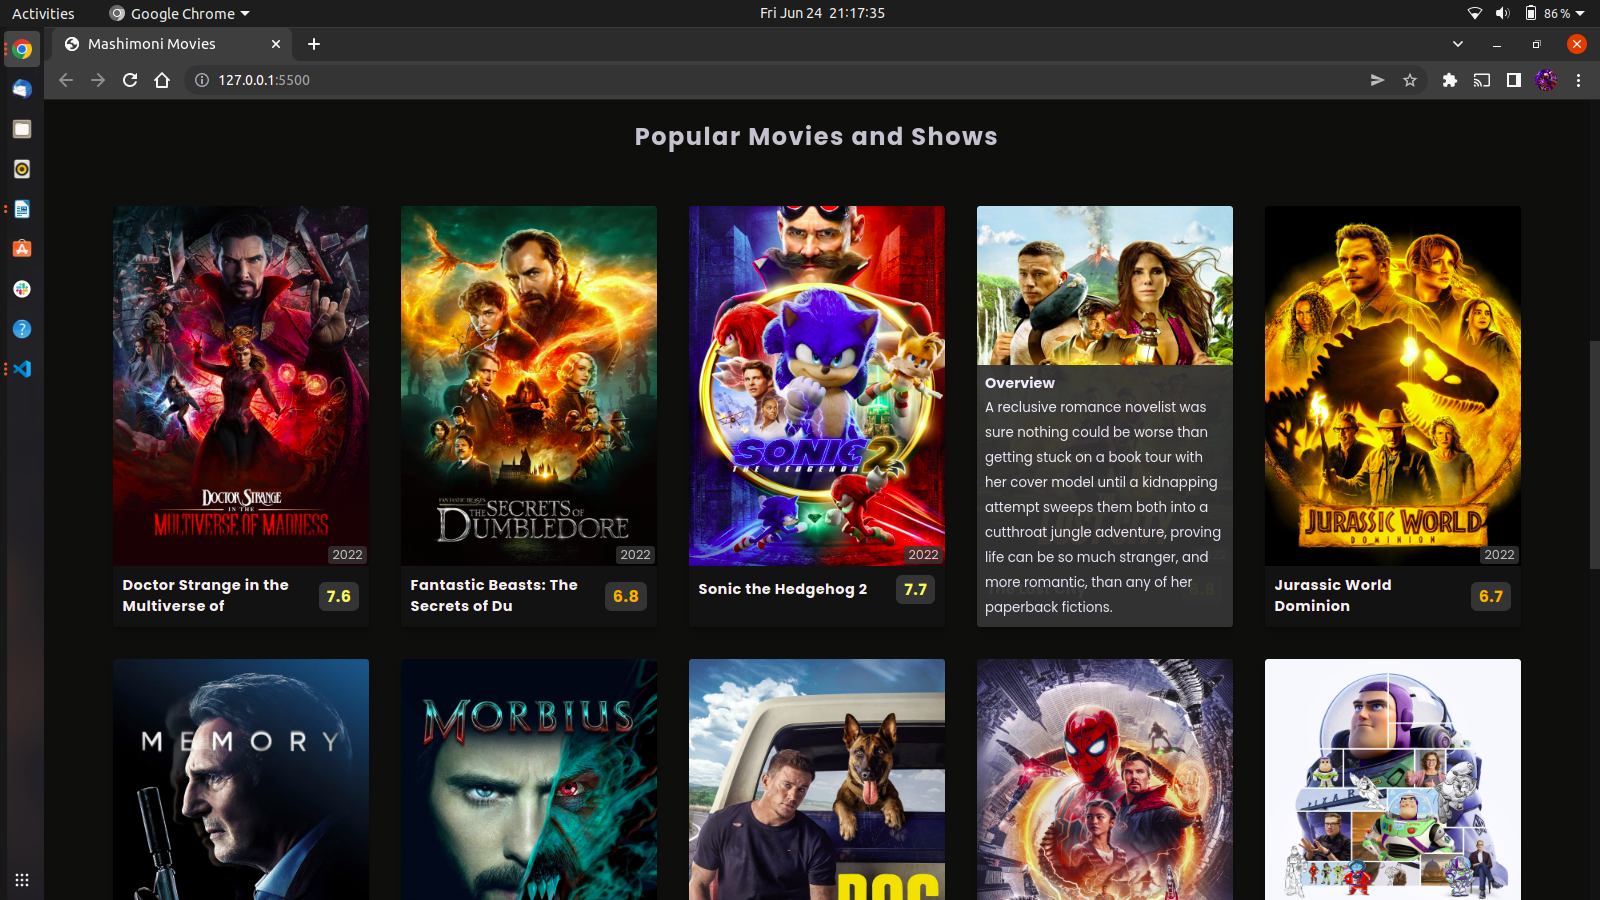 Activities
Google Chrome
Fri Jun 24 21:17:35
86 %
Mashimoni Movies
127.0.0.1:5500
Popular Movies and Shows
DOCTOR STRANGE
IN THE
MULTIVERSE OF MADNESS
2022
Doctor Strange in the
Multiverse of
7.6
FANTASTIC BEASTS
THE SECRETS OF
DUMBLEDORE
2022
Fantastic Beasts: The
Secrets of Du
6.8
SONIC 2
THE HEDGEHOG
2022
Sonic the Hedgehog 2
7.7
Overview
A reclusive romance novelist was
sure nothing could be worse than
getting stuck on a book tour with
her cover model until a kidnapping
attempt sweeps them both into a
cutthroat jungle adventure, proving
life can be so much stranger, and
more romantic, than any of her
paperback fictions.
The Lost City
6.8
JURASSIC WORLD
DOMINION
2022
Jurassic World
Dominion
6.7
MEMORY
MORBIUS
DOG
PIXAR